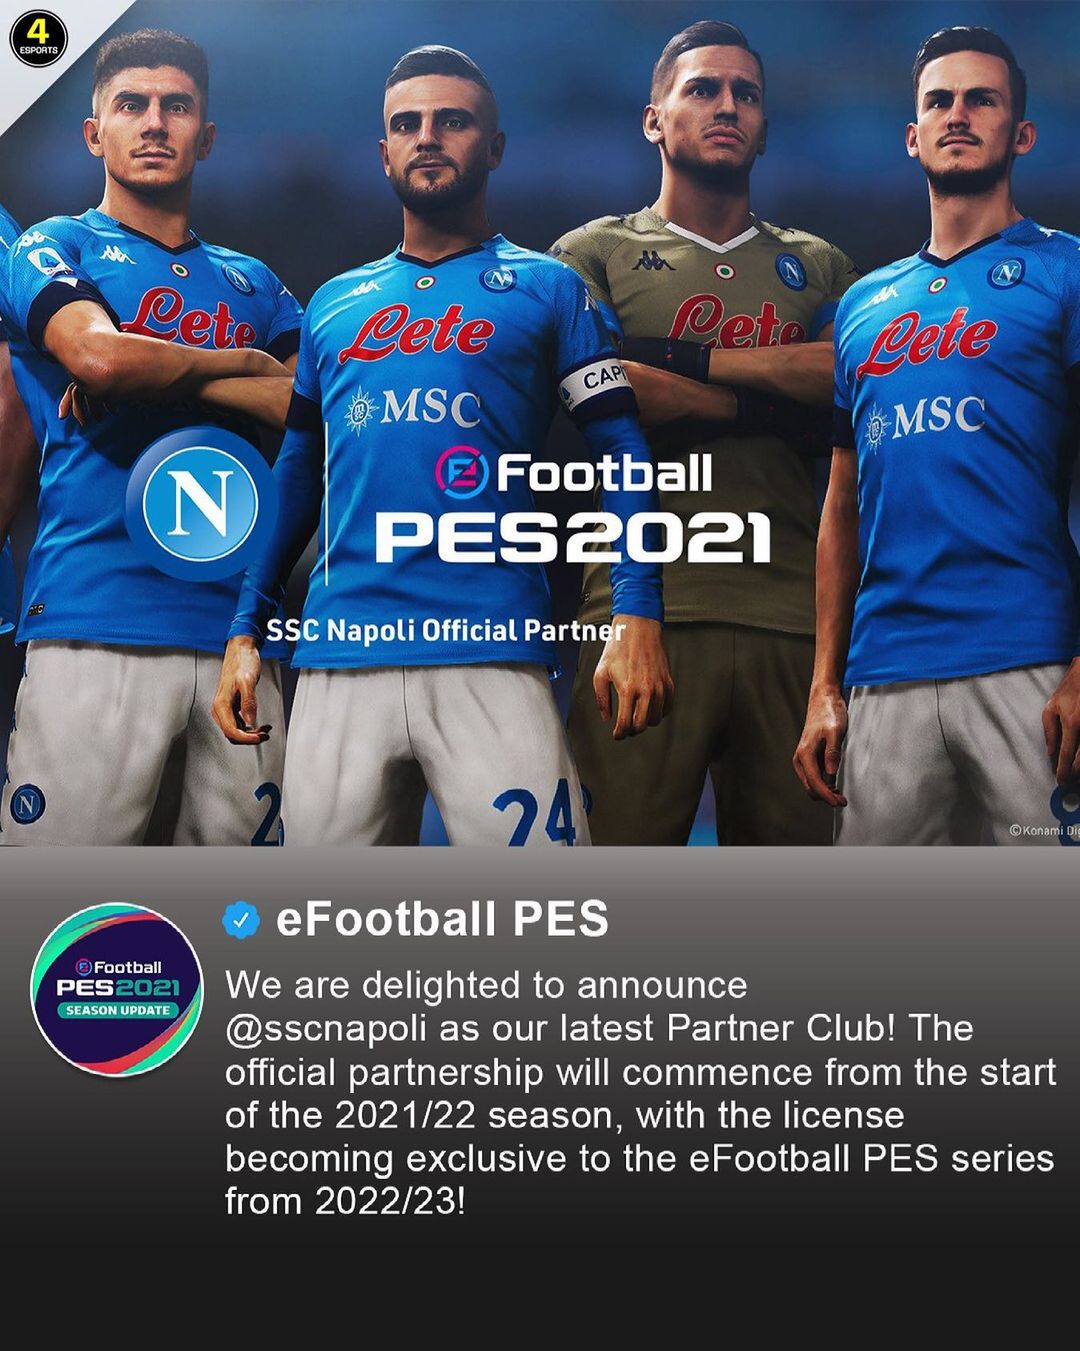 4
ESPORTS
Lete
Lete
Lete
Lete
MSC
MSC
CAPI
N
N
N
N
N
eFootball
PES2021
SSC Napoli Official Partner
N
2
24
©Konami Dig
eFootball PES
eFootball
PES2021
SEASON UPDATE
We are delighted to announce
@sscnapoli as our latest Partner Club! The
official partnership will commence from the start
of the 2021/22 season, with the license
becoming exclusive to the eFootball PES series
from 2022/23!